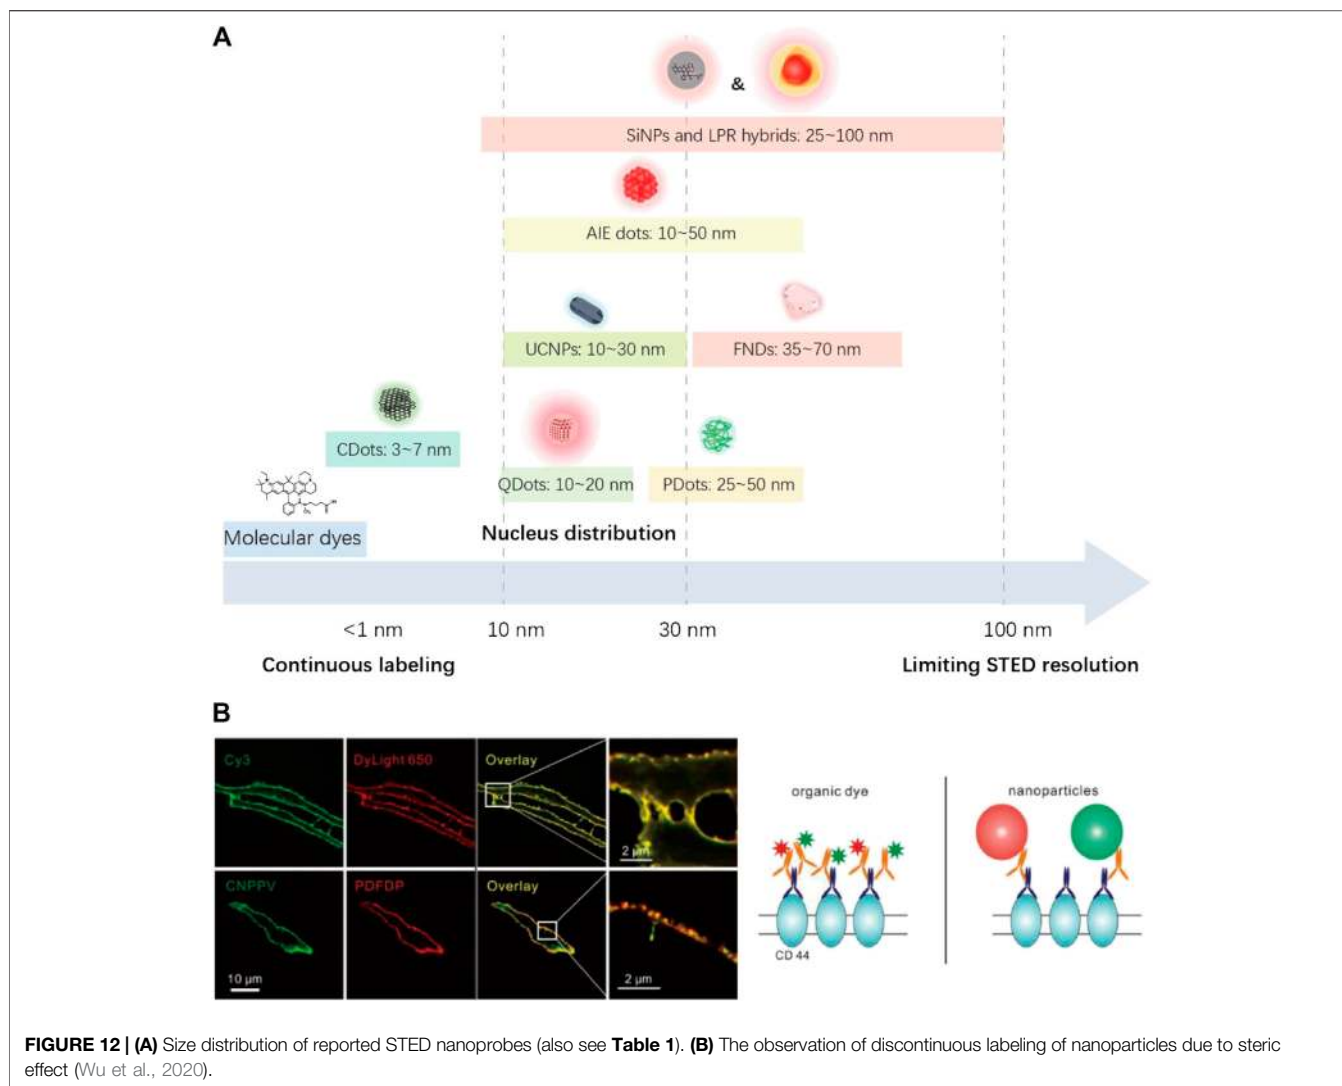 A
&
SiNPs and LPR hybrids: 25~100 nm
AIE dots: 10~50 nm
UCNPs: 10~30 nm
FNDs: 35~70 nm
CDots: 3~7 nm
QDots: 10~20 nm
PDots: 25~50 nm
Molecular dyes
Nucleus distribution
<1 nm
10 nm
30 nm
100 nm
Continuous labeling
Limiting STED resolution
B
Cy3
DyLight 650
Overlay
2 μm
CNPPV
PDFDP
Overlay
10 μm
2 μm
organic dye
nanoparticles
CD 44
FIGURE 12 | (A) Size distribution of reported STED nanoprobes (also see Table 1). (B) The observation of discontinuous labeling of nanoparticles due to steric
effect (Wu et al., 2020).